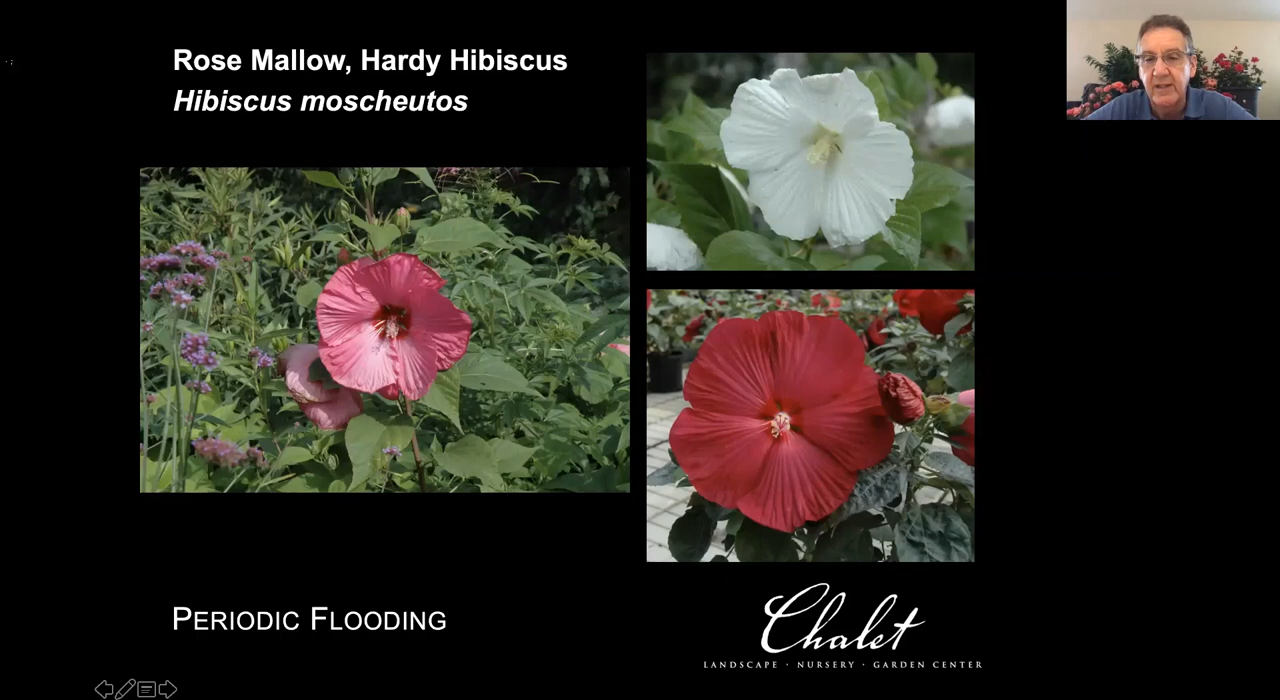 Rose Mallow, Hardy Hibiscus
Hibiscus moscheutos
PERIODIC FLOODING
Chalet
LANDSCAPE · NURSERY · GARDEN CENTER